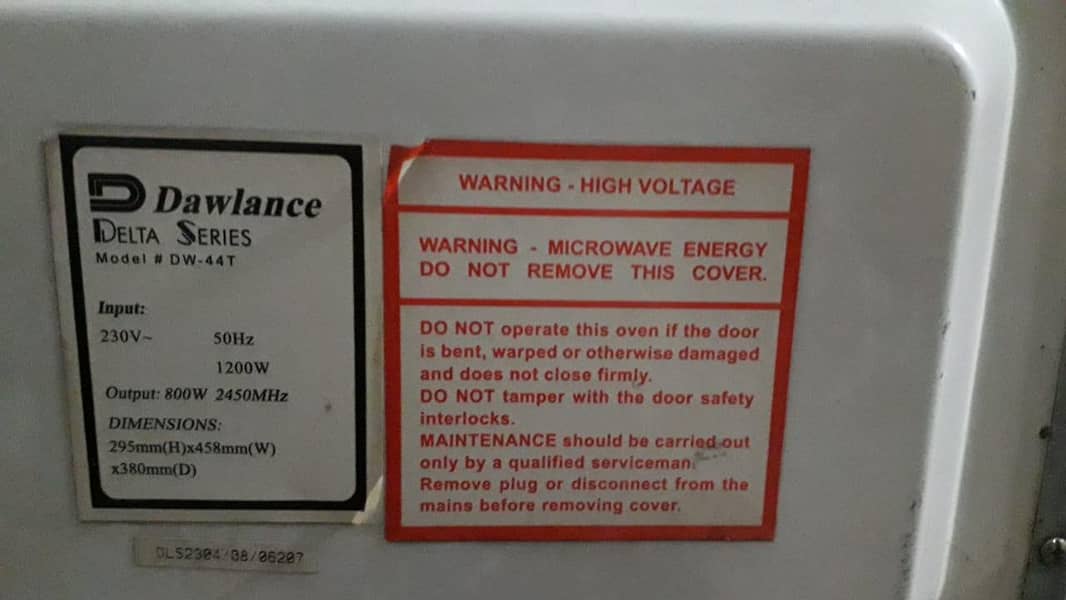 Dawlance
DELTA SERIES
Model # DW-44T
Input:
230V~ 50Hz
1200W
Output: 800W 2450MHz
DIMENSIONS:
295mm(H)x458mm(W)
x380mm(D)
DLS2304/08/06207
WARNING - HIGH VOLTAGE
WARNING - MICROWAVE ENERGY
DO NOT REMOVE THIS COVER.
DO NOT operate this oven if the door
is bent, warped or otherwise damaged
and does not close firmly.
DO NOT tamper with the door safety
interlocks.
MAINTENANCE should be carried out
only by a qualified serviceman.
Remove plug or disconnect from the
mains before removing cover.